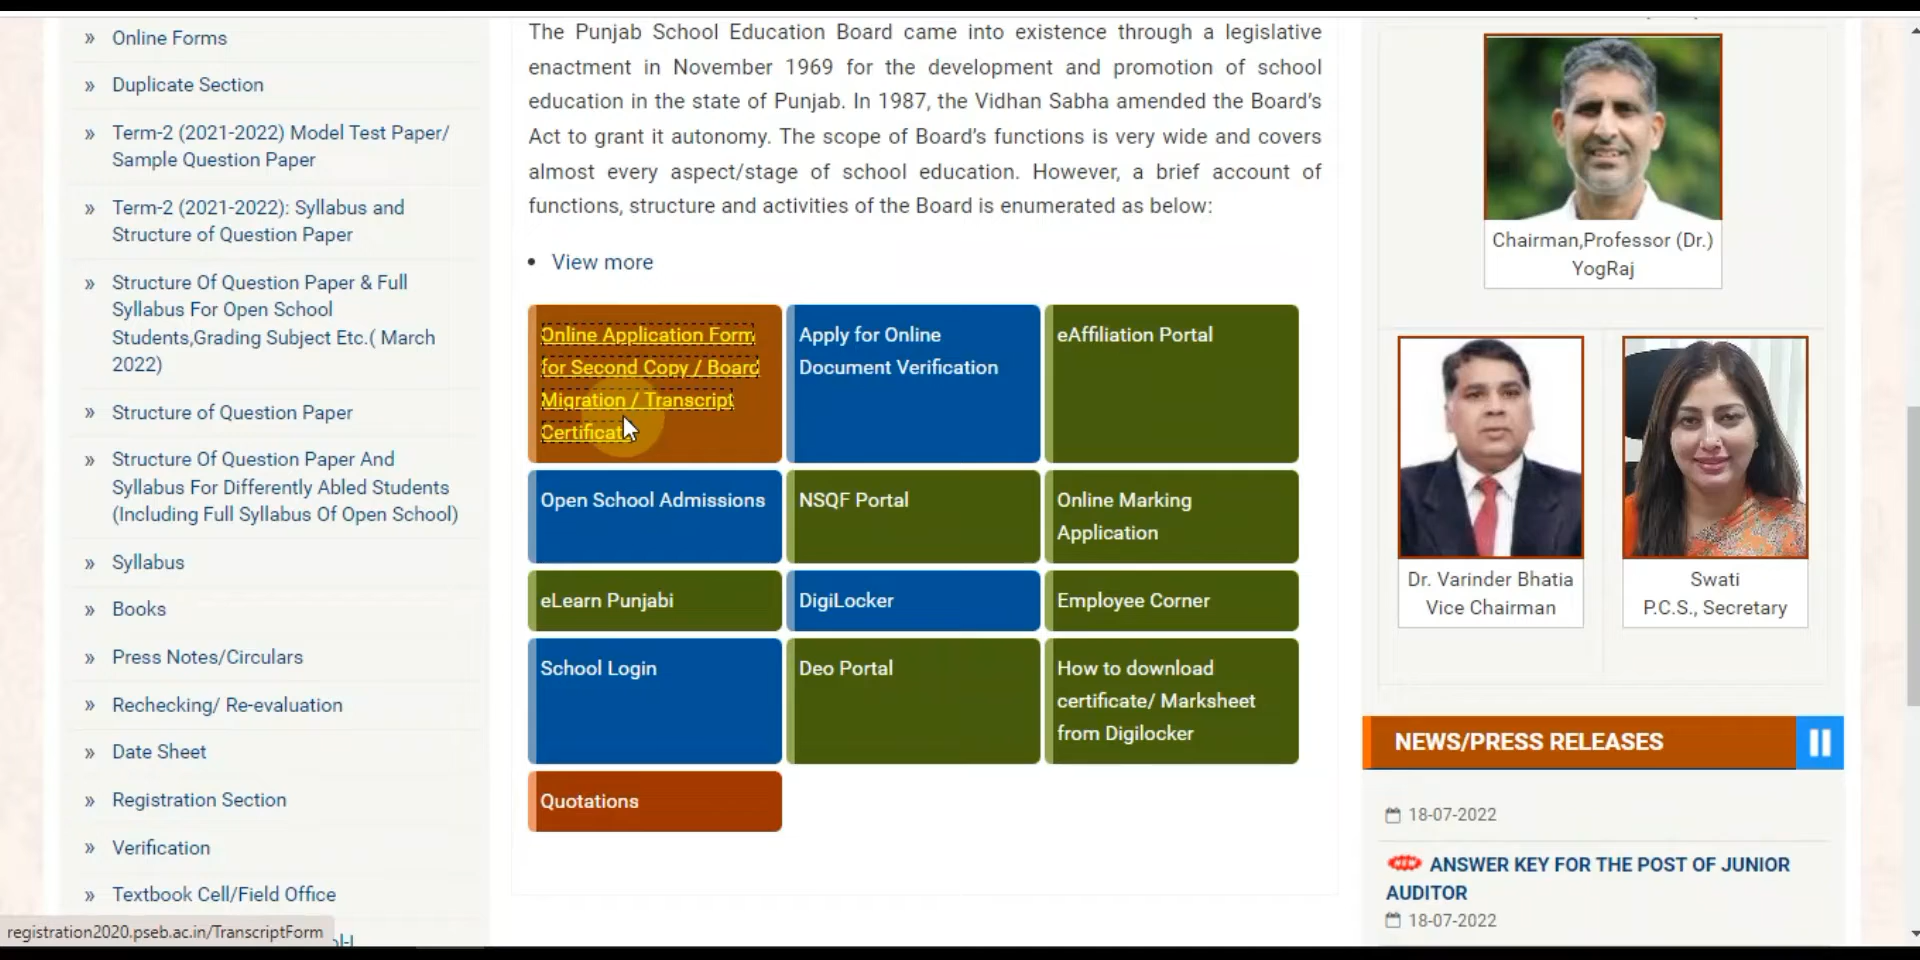 » Online Forms
» Duplicate Section
» Term-2 (2021-2022) Model Test Paper/
Sample Question Paper
» Term-2 (2021-2022): Syllabus and
Structure of Question Paper
» Structure Of Question Paper & Full
Syllabus For Open School
Students,Grading Subject Etc.( March
2022)
» Structure of Question Paper
» Structure Of Question Paper And
Syllabus For Differently Abled Students
(Including Full Syllabus Of Open School)
» Syllabus
» Books
» Press Notes/Circulars
» Rechecking/ Re-evaluation
» Date Sheet
» Registration Section
» Verification
» Textbook Cell/Field Office
registration2020.pseb.ac.in/TranscriptForm
The Punjab School Education Board came into existence through a legislative
enactment in November 1969 for the development and promotion of school
education in the state of Punjab. In 1987, the Vidhan Sabha amended the Board's
Act to grant it autonomy. The scope of Board's functions is very wide and covers
almost every aspect/stage of school education. However, a brief account of
functions, structure and activities of the Board is enumerated as below:
• View more
Online Application Form
for Second Copy / Board
Migration / Transcript
Certificate
Apply for Online
Document Verification
eAffiliation Portal
Open School Admissions
NSQF Portal
Online Marking
Application
eLearn Punjabi
DigiLocker
Employee Corner
School Login
Deo Portal
How to download
certificate/ Marksheet
from Digilocker
Quotations
Chairman,Professor (Dr.)
YogRaj
Dr. Varinder Bhatia
Vice Chairman
Swati
P.C.S., Secretary
NEWS/PRESS RELEASES
18-07-2022
ANSWER KEY FOR THE POST OF JUNIOR
AUDITOR
18-07-2022